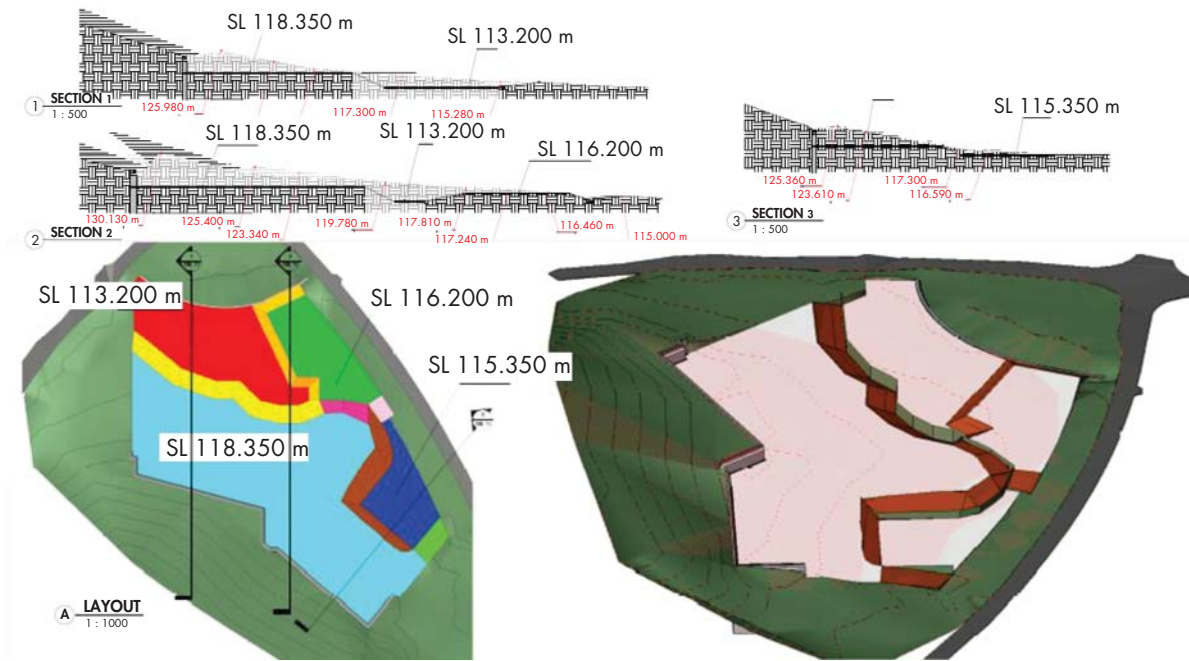 SL 118.350 m
SL 113.200 m
1 SECTION 1
1 : 500
125.980 m
117.300 m
115.280 m
SL 118.350 m
SL 113.200 m
SL 116.200 m
2 SECTION 2
130.130 m
125.400 m
123.340 m
119.780 m
117.810 m
117.240 m
116.460 m
115.000 m
SL 115.350 m
125.360 m
123.610 m
117.300 m
116.590 m
3 SECTION 3
1 : 500
SL 113.200 m
SL 116.200 m
SL 115.350 m
SL 118.350 m
A LAYOUT
1 : 1000